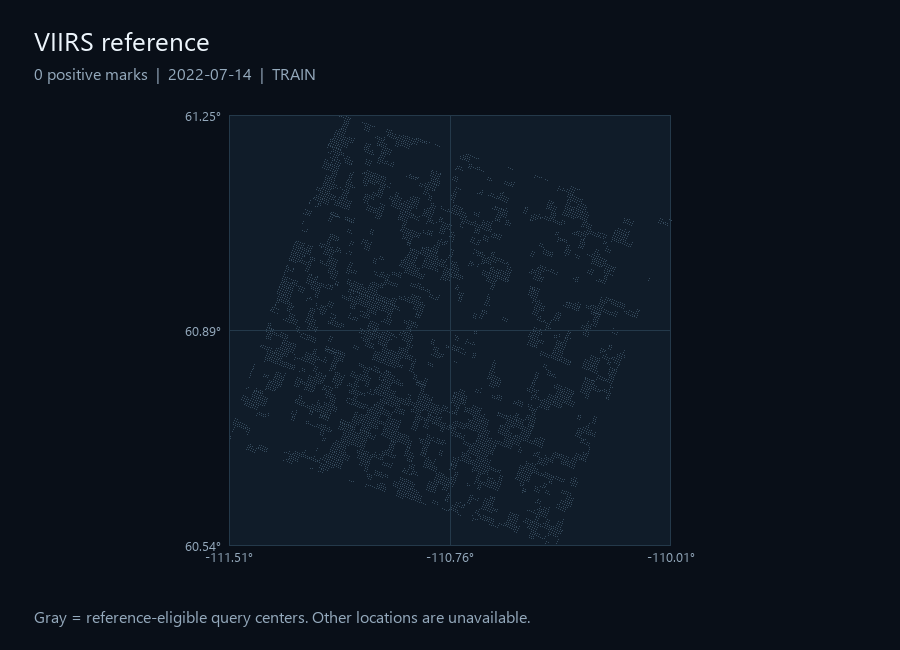 VIIRS reference
0 positive marks | 2022-07-14 | TRAIN
61.25°
60.89°
60.54°
-111.51°
-110.76°
-110.01°
Gray = reference-eligible query centers. Other locations are unavailable.